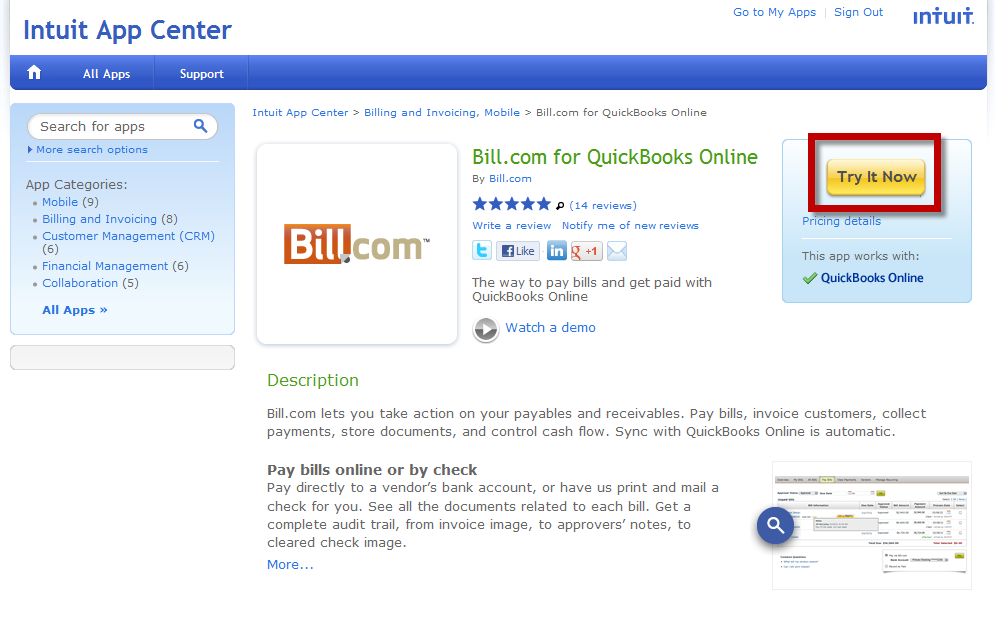 Intuit App Center
Go to My Apps | Sign Out
intuit.
All Apps
Support
Search for apps
More search options
App Categories:
Mobile (9)
Billing and Invoicing (8)
Customer Management (CRM)
(6)
Financial Management (6)
Collaboration (5)
All Apps »
Intuit App Center > Billing and Invoicing, Mobile > Bill.com for QuickBooks Online
Bill.com™
Bill.com for QuickBooks Online
By Bill.com
(14 reviews)
Write a review Notify me of new reviews
Like
in
g +1
The way to pay bills and get paid with
QuickBooks Online
Watch a demo
Try It Now
Pricing details
This app works with:
QuickBooks Online
Description
Bill.com lets you take action on your payables and receivables. Pay bills, invoice customers, collect
payments, store documents, and control cash flow. Sync with QuickBooks Online is automatic.
Pay bills online or by check
Pay directly to a vendor's bank account, or have us print and mail a
check for you. See all the documents related to each bill. Get a
complete audit trail, from invoice image, to approvers' notes, to
cleared check image.
More...